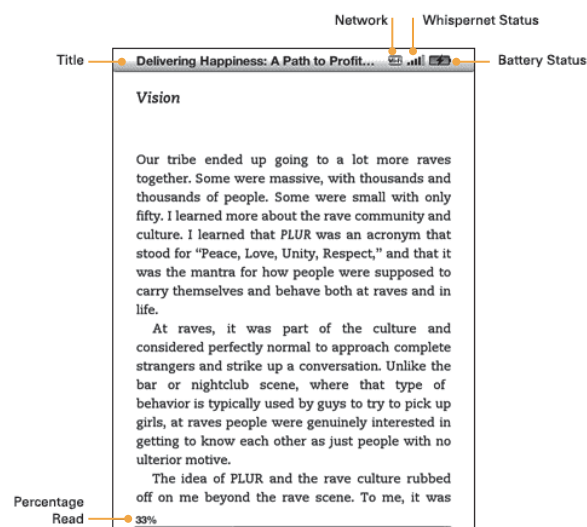 Network
Whispernet Status
Title
Delivering Happiness: A Path to Profit...
Wi-Fi
Battery Status
Vision
Our tribe ended up going to a lot more raves
together. Some were massive, with thousands and
thousands of people. Some were small with only
fifty. I learned more about the rave community and
culture. I learned that PLUR was an acronym that
stood for “Peace, Love, Unity, Respect,” and that it
was the mantra for how people were supposed to
carry themselves and behave both at raves and in
life.
At raves, it was part of the culture and
considered perfectly normal to approach complete
strangers and strike up a conversation. Unlike the
bar or nightclub scene, where that type of
behavior is typically used by guys to try to pick up
girls, at raves people were genuinely interested in
getting to know each other as just people with no
ulterior motive.
The idea of PLUR and the rave culture rubbed
off on me beyond the rave scene. To me, it was
Percentage
Read
33%